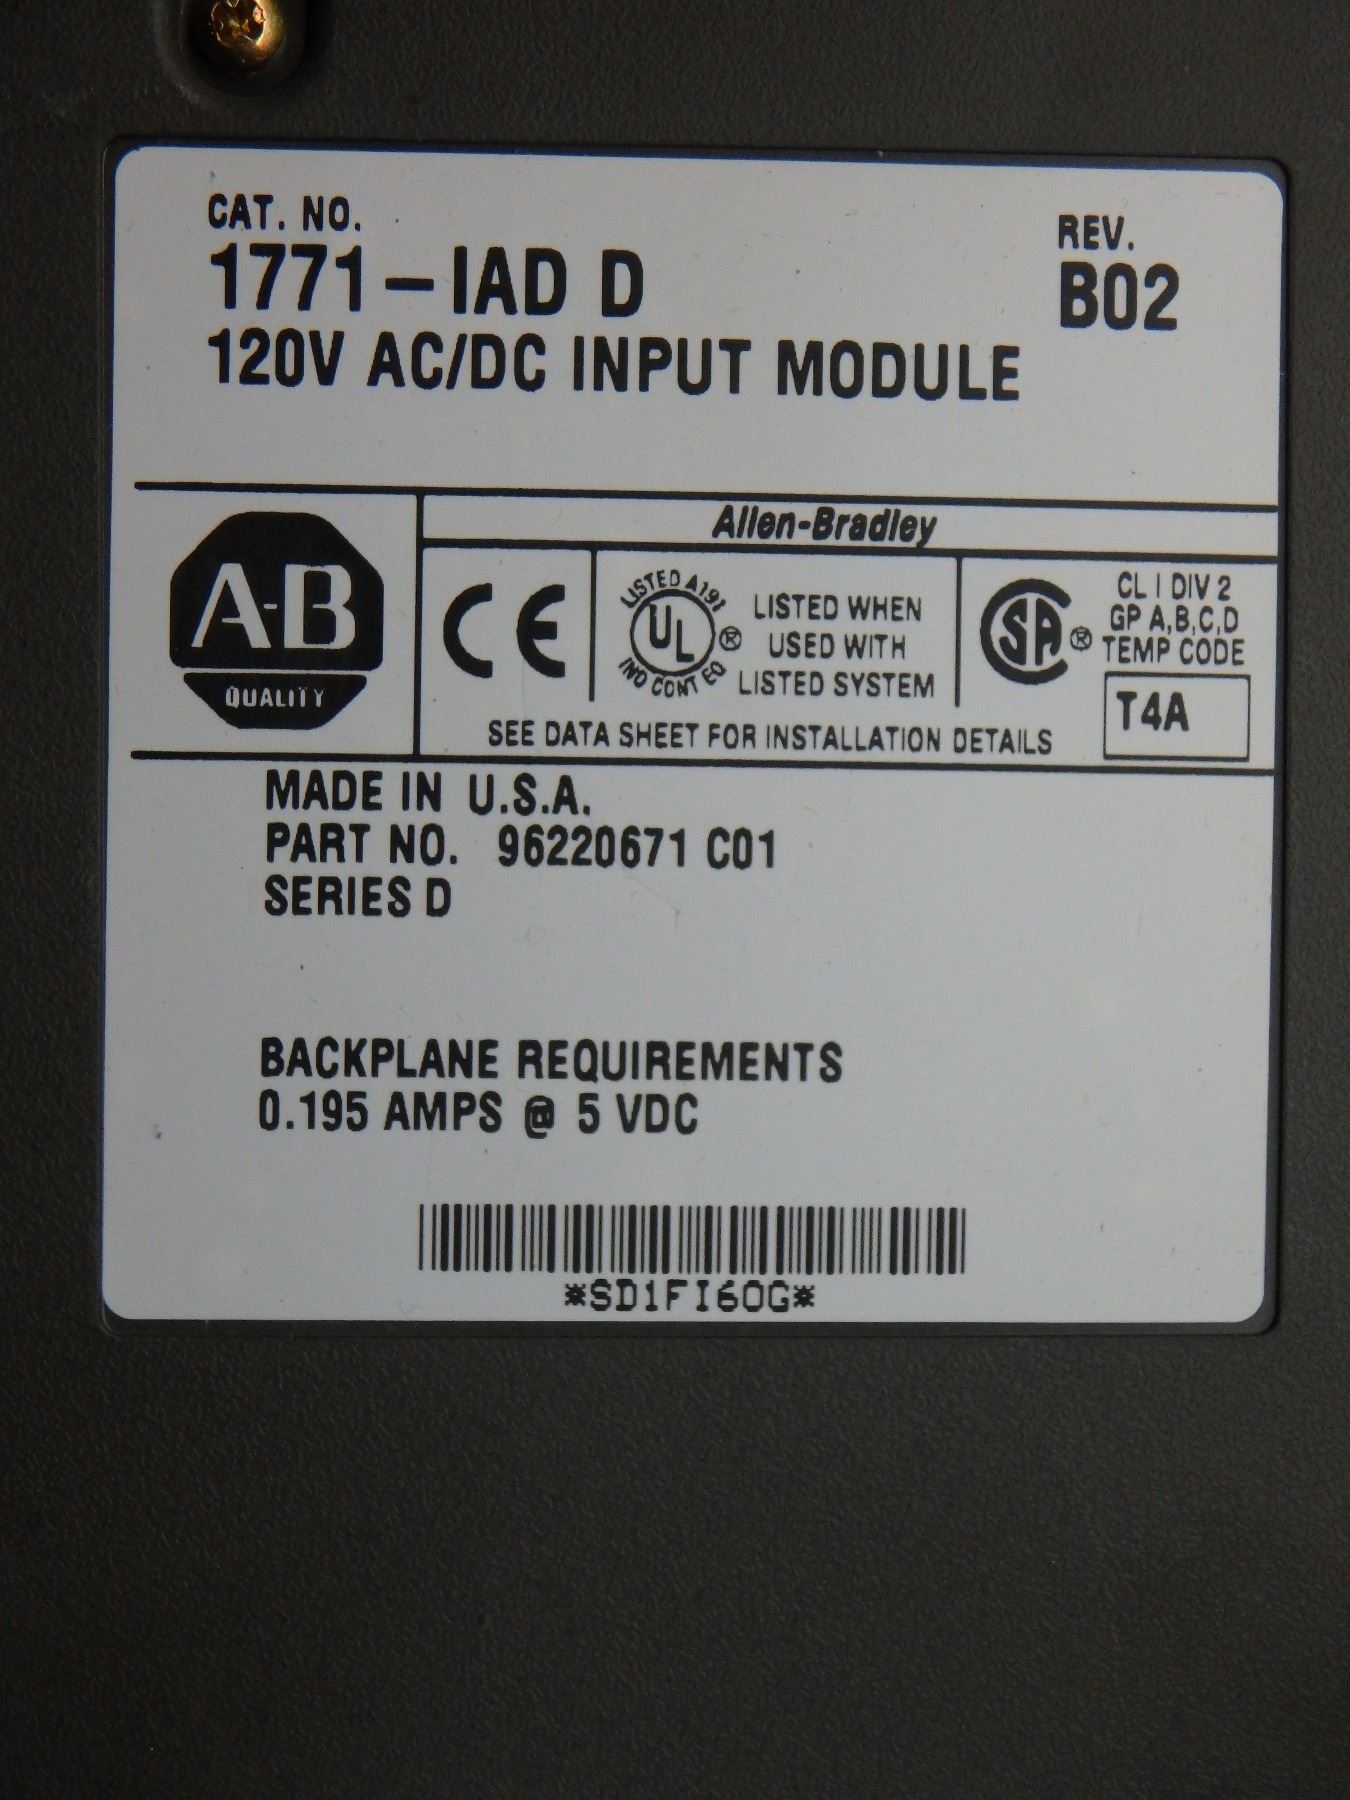 CAT. NO.
1771-IAD D
REV.
B02
120V AC/DC INPUT MODULE
A-B
QUALITY
Allen-Bradley
CE
LISTED A191
UL
IND CONT EQ
®
LISTED WHEN
USED WITH
LISTED SYSTEM
SA ®
CL I DIV 2
GP A,B,C,D
TEMP CODE
T4A
SEE DATA SHEET FOR INSTALLATION DETAILS
MADE IN U.S.A.
PART NO. 96220671 C01
SERIES D
BACKPLANE REQUIREMENTS
0.195 AMPS @ 5 VDC
*SD1FI60G*